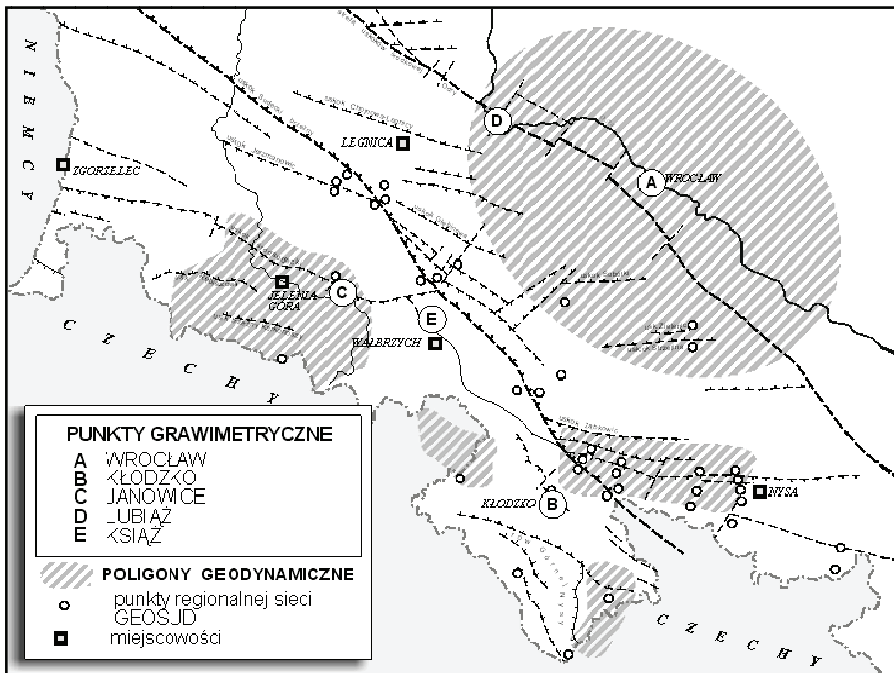 NIEMCY
ZGORZELEC
LEGNICA
D
A
WROCŁAW
JELENIA
GÓRA
C
E
WAŁBRZYCH
CZECHY
KŁODZKO
B
NYSA
CZECHY
PUNKTY GRAWIMETRYCZNE
A WROCŁAW
B KŁODZKO
C JANOWICE
D LUBIĄŻ
E KSIĄŻ
POLIGONY GEODYNAMICZNE
punkty regionalnej sieci
GEOSUD
miejscowości